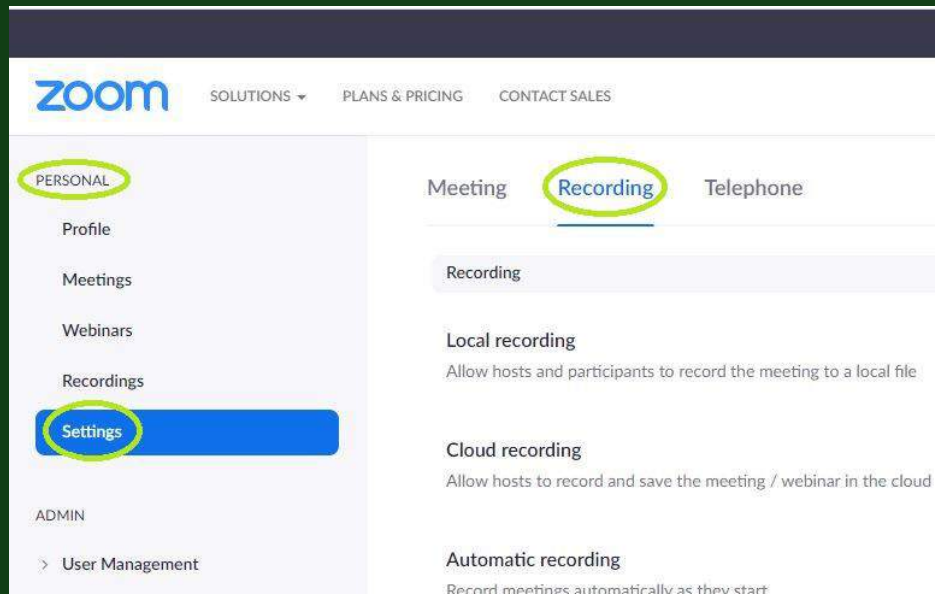 zoom
SOLUTIONS
PLANS & PRICING
CONTACT SALES
PERSONAL
Profile
Meetings
Webinars
Recordings
Settings
ADMIN
User Management
Meeting
Recording
Telephone
Recording
Local recording
Allow hosts and participants to record the meeting to a local file
Cloud recording
Allow hosts to record and save the meeting / webinar in the cloud
Automatic recording
Record meetings automatically as they start